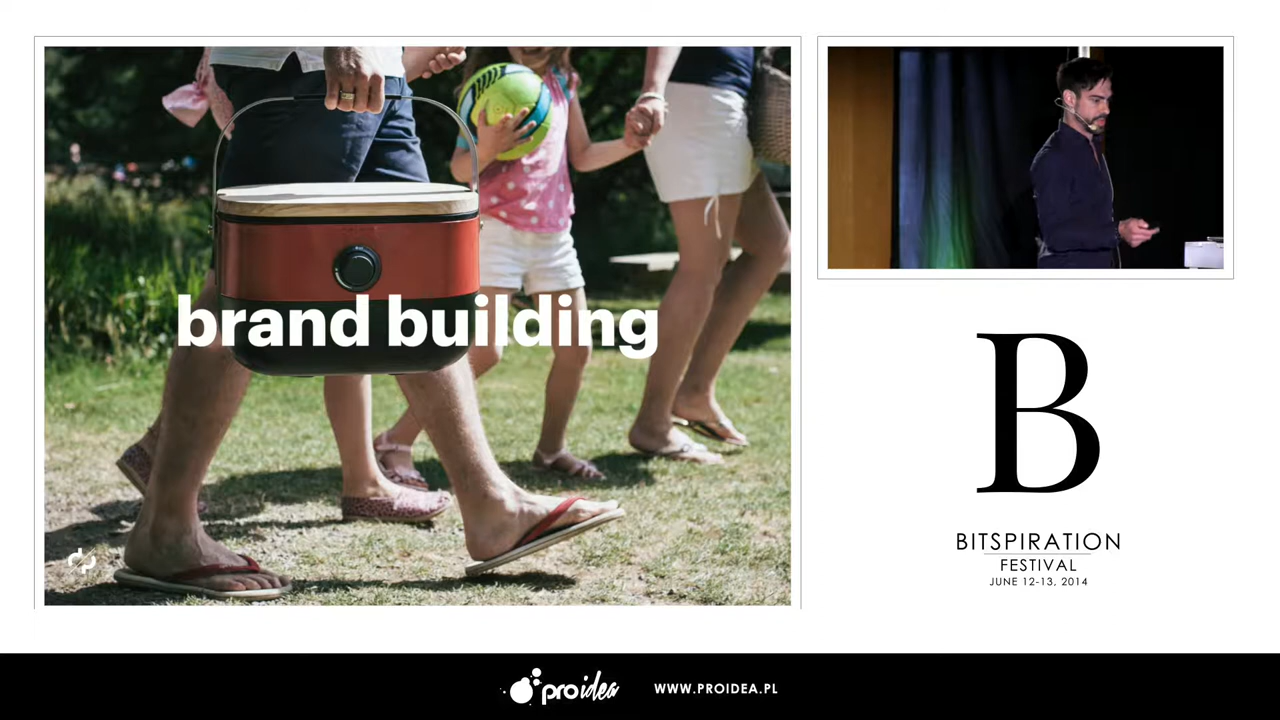 brand building
B
BITSPIRATION
FESTIVAL
JUNE 12-13, 2014
proidea
WWW.PROIDEA.PL